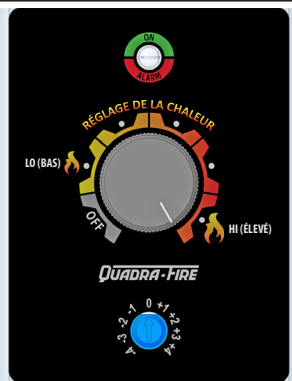 ON
ALARM
RÉGLAGE DE LA CHALEUR
LO (BAS)
HI (ÉLEVÉ)
OFF
QUADRA-FIRE
-4 -3 -2 -1 0 +1 +2 +3 +4